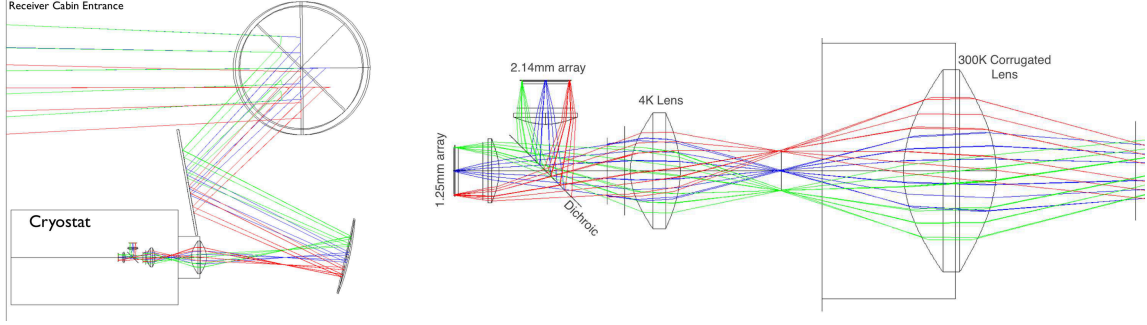 Receiver Cabin Entrance
Cryostat
2.14mm array
4K Lens
300K Corrugated
Lens
1.25mm array
Dichroic